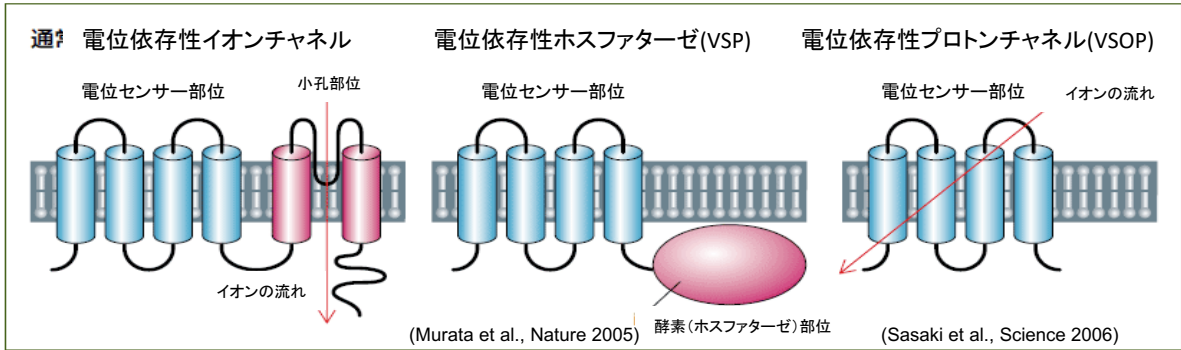 通常 電位依存性イオンチャネル
電位依存性ホスファターゼ(VSP)
電位依存性プロトンチャネル(VSOP)
電位センサー部位
小孔部位
イオンの流れ
電位センサー部位
(Murata et al., Nature 2005)
酵素(ホスファターゼ)部位
電位センサー部位
イオンの流れ
(Sasaki et al., Science 2006)